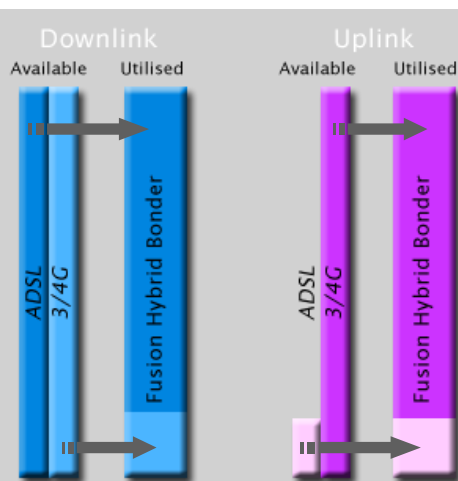 Downlink
Uplink
Available
Utilised
Available
Utilised
ADSL
3/4G
Fusion Hybrid Bonder
ADSL
3/4G
Fusion Hybrid Bonder